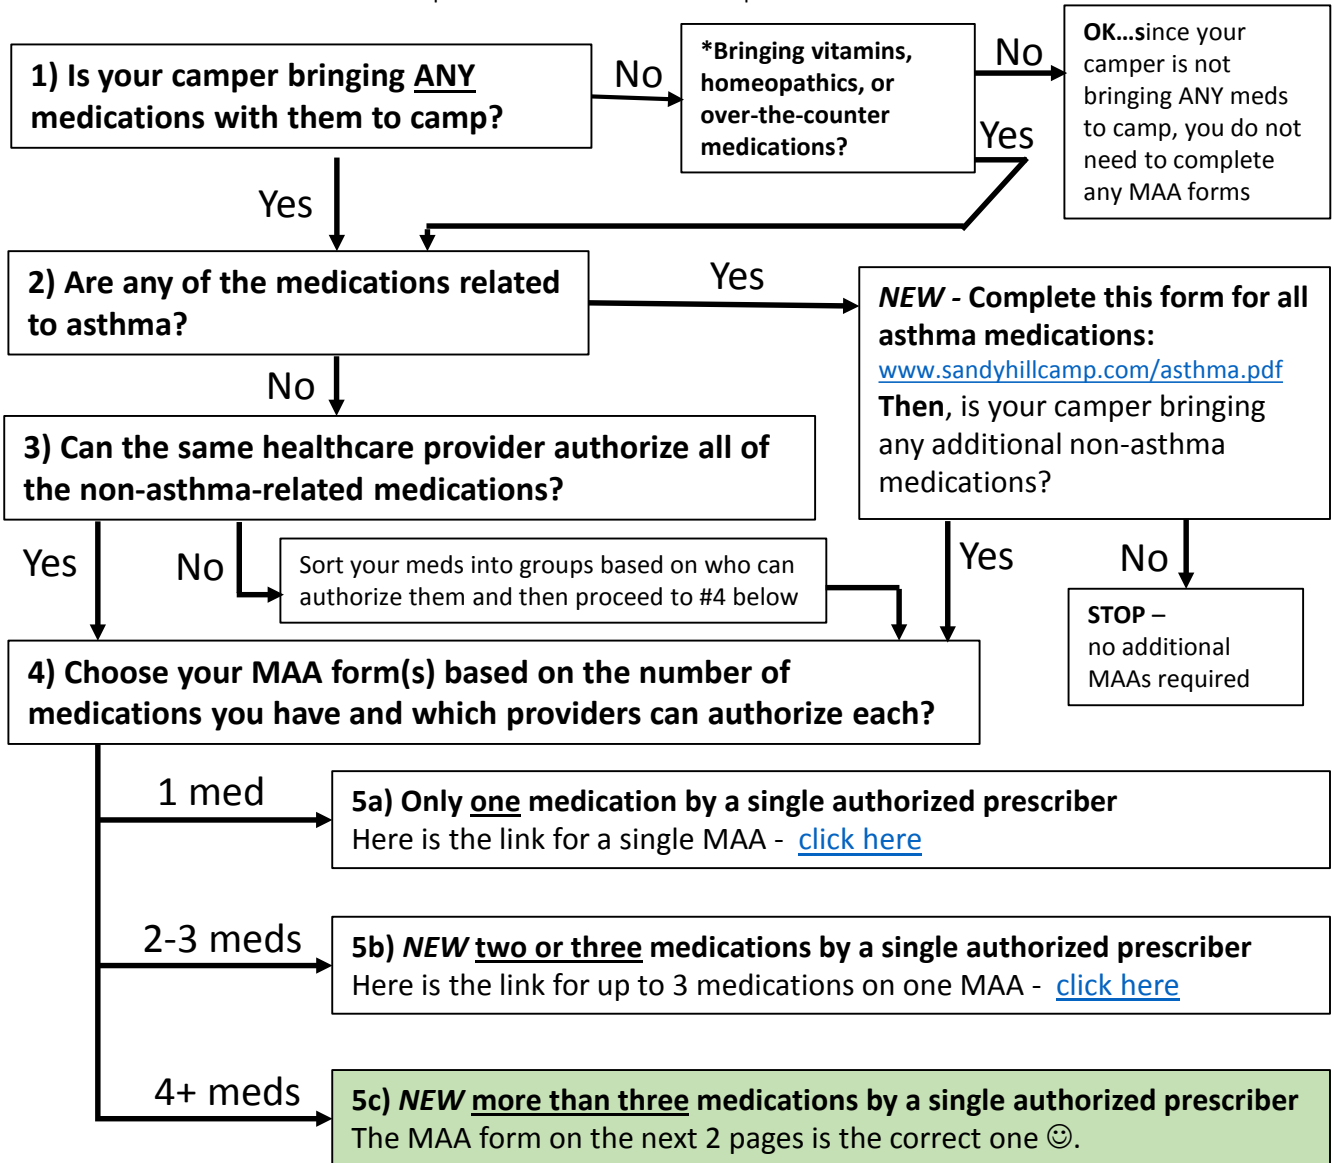 1) Is your camper bringing ANY
medications with them to camp?
No
*Bringing vitamins,
homeopathics, or
over-the-counter
medications?
No
Yes
OK...since your
camper is not
bringing ANY meds
to camp, you do not
need to complete
any MAA forms
Yes
2) Are any of the medications related
to asthma?
Yes
NEW - Complete this form for all
asthma medications:
www.sandyhillcamp.com/asthma.pdf
Then, is your camper bringing
any additional non-asthma
medications?
No
3) Can the same healthcare provider authorize all of
the non-asthma-related medications?
Yes
No
Sort your meds into groups based on who can
authorize them and then proceed to #4 below
Yes
No
STOP –
no additional
MAAs required
4) Choose your MAA form(s) based on the number of
medications you have and which providers can authorize each?
1 med
5a) Only one medication by a single authorized prescriber
Here is the link for a single MAA - click here
2-3 meds
5b) NEW two or three medications by a single authorized prescriber
Here is the link for up to 3 medications on one MAA - click here
4+ meds
5c) NEW more than three medications by a single authorized prescriber
The MAA form on the next 2 pages is the correct one ☺.